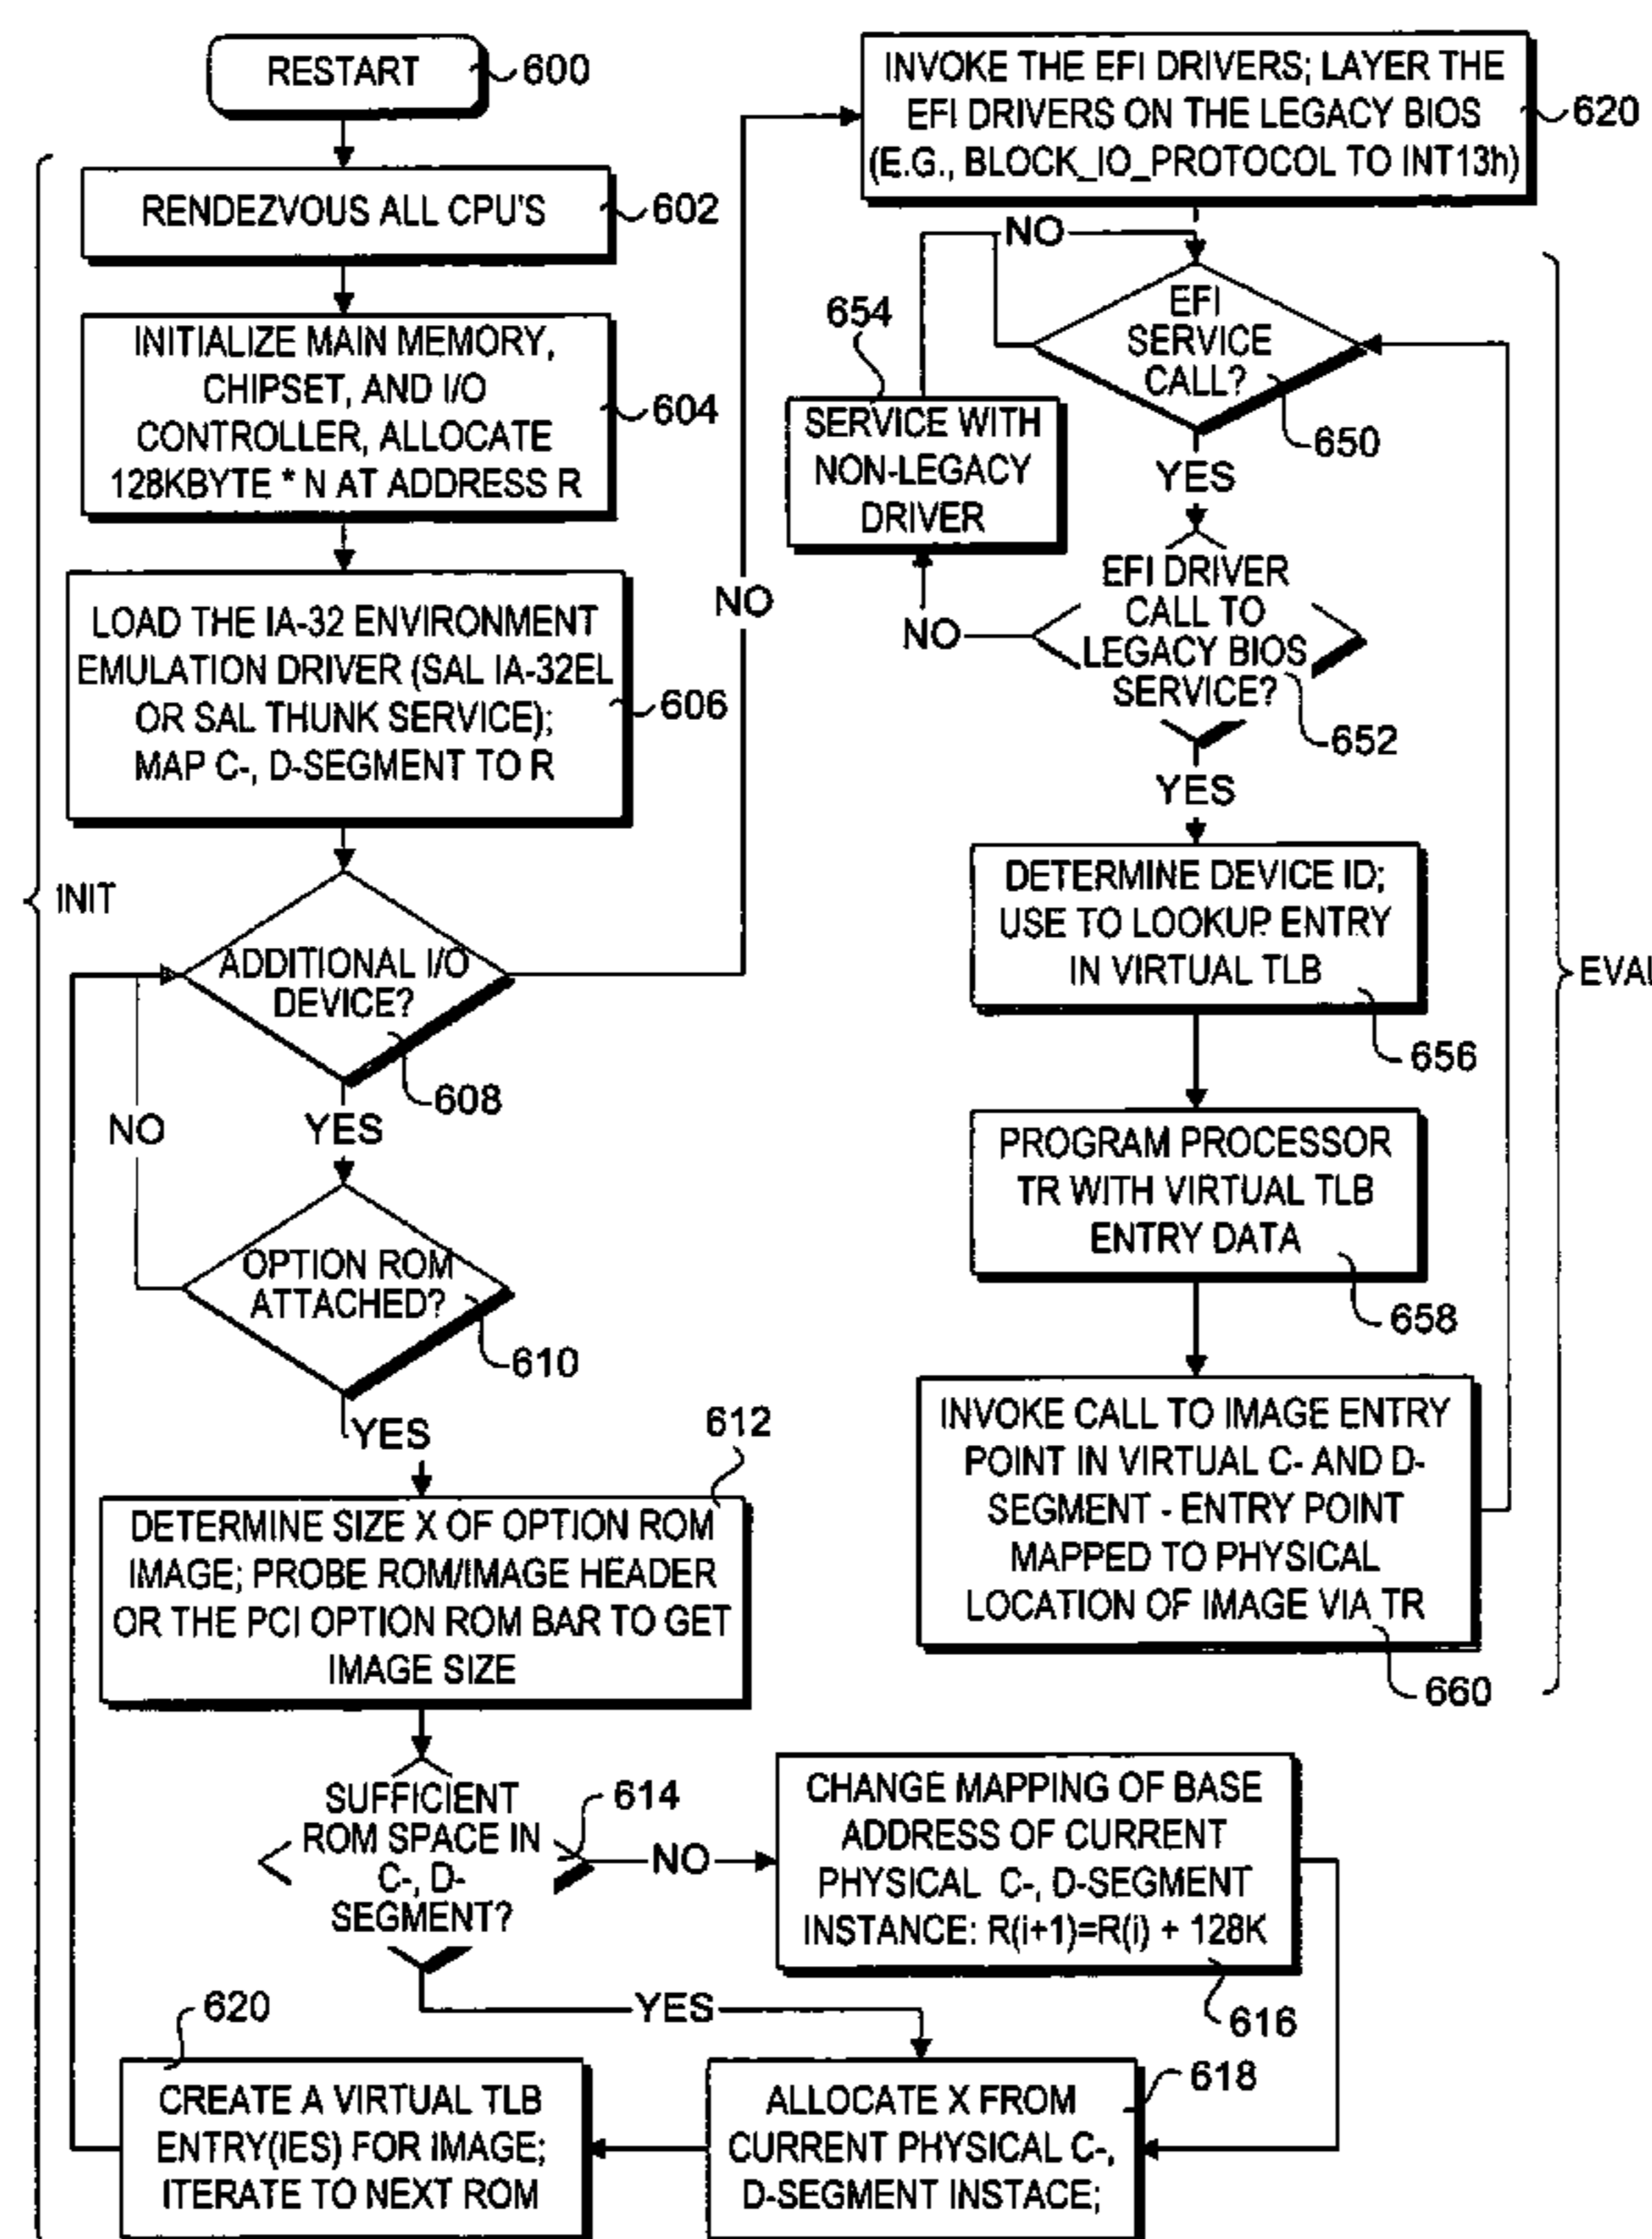 RESTART
600
RENDEZVOUS ALL CPU'S
602
INITIALIZE MAIN MEMORY,
CHIPSET, AND I/O
CONTROLLER, ALLOCATE
128KBYTE * N AT ADDRESS R
604
LOAD THE IA-32 ENVIRONMENT
EMULATION DRIVER (SAL IA-32EL
OR SAL THUNK SERVICE);
MAP C-, D-SEGMENT TO R
606
INIT
ADDITIONAL I/O
DEVICE?
608
NO
YES
NO
OPTION ROM
ATTACHED?
610
YES
612
DETERMINE SIZE X OF OPTION ROM
IMAGE; PROBE ROM/IMAGE HEADER
OR THE PCI OPTION ROM BAR TO GET
IMAGE SIZE
SUFFICIENT
ROM SPACE IN
C-, D-
SEGMENT?
614
NO
CHANGE MAPPING OF BASE
ADDRESS OF CURRENT
PHYSICAL C-, D-SEGMENT
INSTANCE: R(i+1)=R(i) + 128K
616
YES
618
ALLOCATE X FROM
CURRENT PHYSICAL C-,
D-SEGMENT INSTACE;
620
CREATE A VIRTUAL TLB
ENTRY(IES) FOR IMAGE;
ITERATE TO NEXT ROM
INVOKE THE EFI DRIVERS; LAYER THE
EFI DRIVERS ON THE LEGACY BIOS
(E.G., BLOCK_IO_PROTOCOL TO INT13h)
620
NO
EFI
SERVICE
CALL?
650
654
SERVICE WITH
NON-LEGACY
DRIVER
YES
EFI DRIVER
CALL TO
LEGACY BIOS
SERVICE?
652
NO
YES
DETERMINE DEVICE ID;
USE TO LOOKUP ENTRY
IN VIRTUAL TLB
656
EVAL
PROGRAM PROCESSOR
TR WITH VIRTUAL TLB
ENTRY DATA
658
INVOKE CALL TO IMAGE ENTRY
POINT IN VIRTUAL C- AND D-
SEGMENT - ENTRY POINT
MAPPED TO PHYSICAL
LOCATION OF IMAGE VIA TR
660